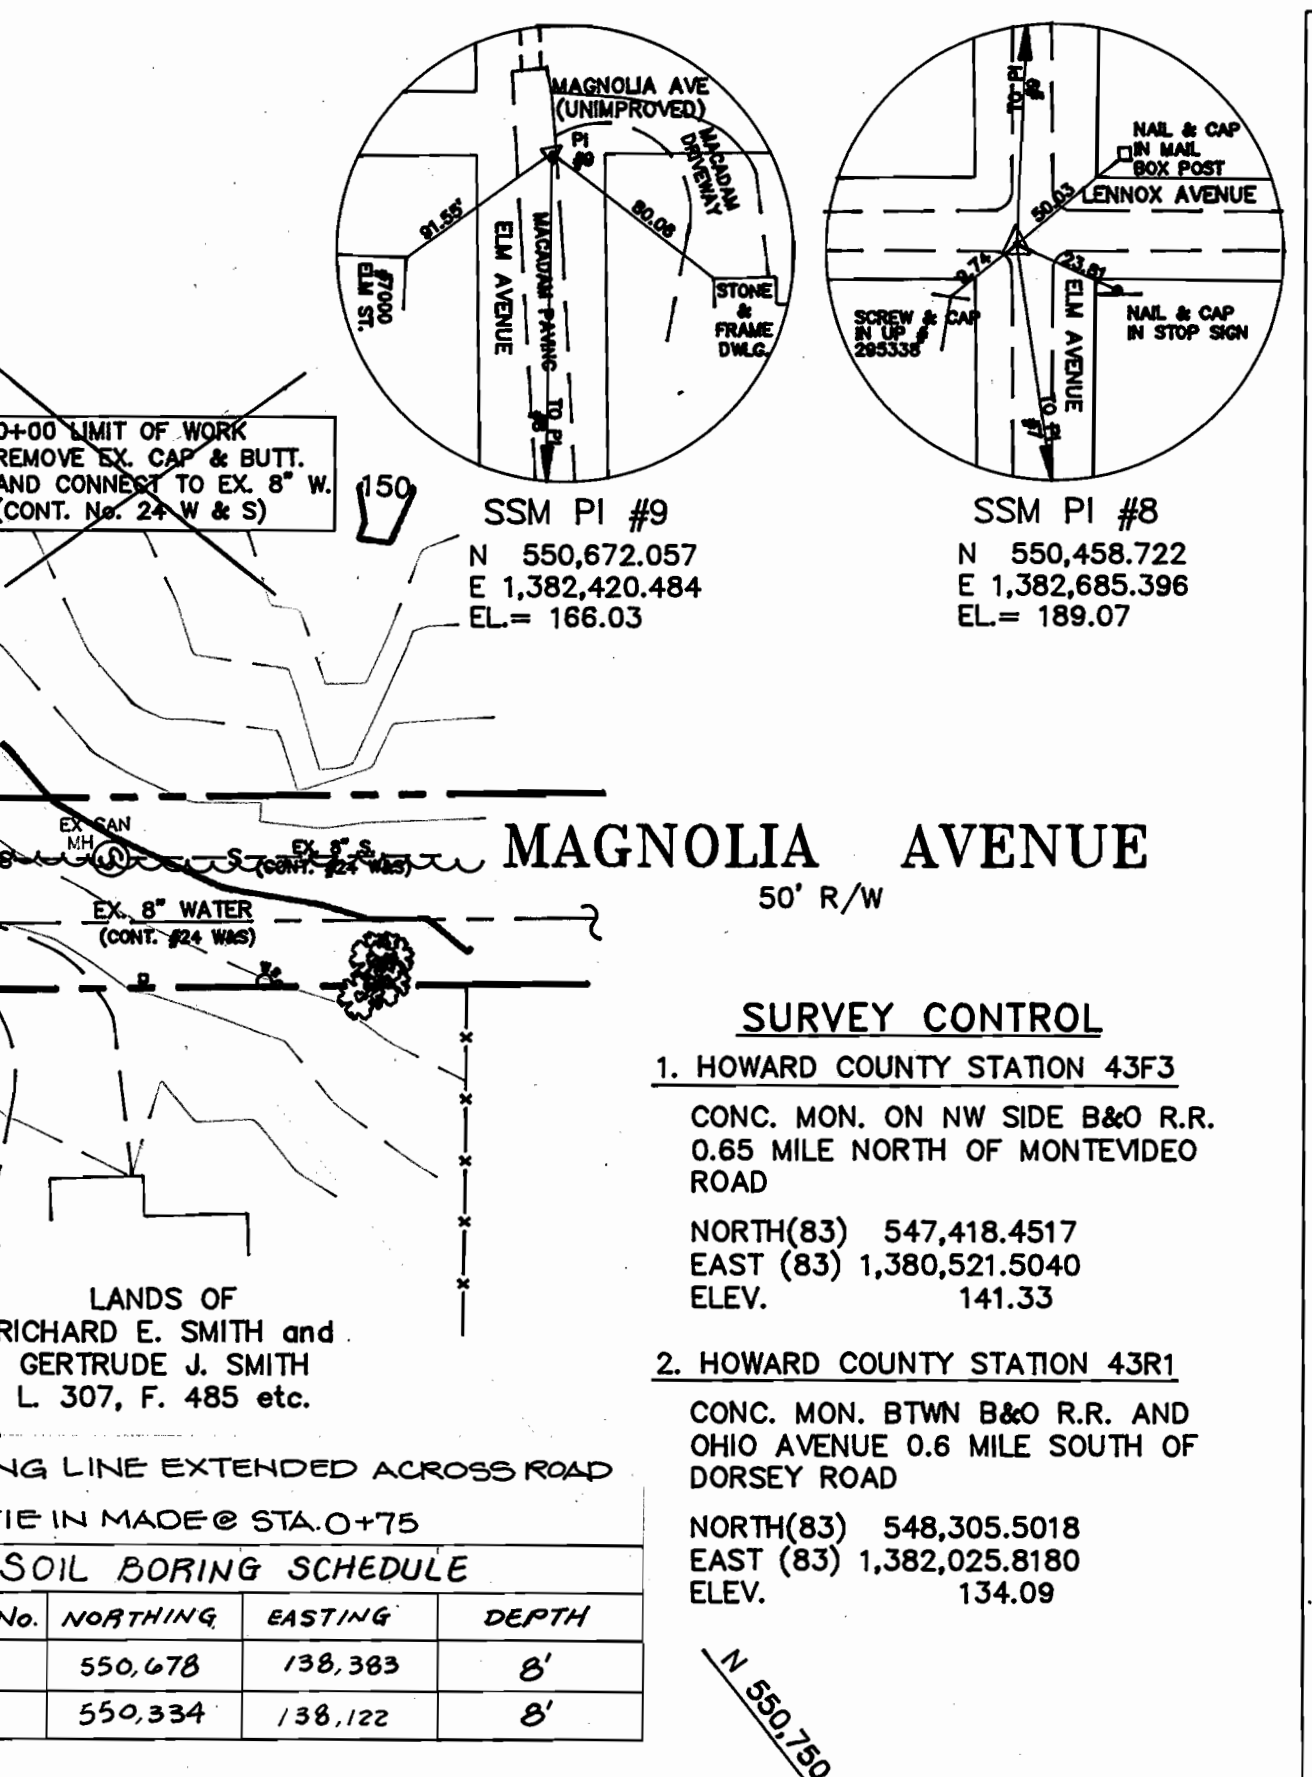 MAGNOLIA AVE
(UNIMPROVED)
PI
#9
MACADAM
DRIVEWAY
91.55'
80.06
ELM AVENUE
MACADAM PAVING
#7000
ELM ST.
STONE
&
FRAME
DWLG.
TO PI
#8
SSM PI #9
N 550,672.057
E 1,382,420.484
EL.= 166.03
TO PI
#9
NAIL & CAP
IN MAIL
BOX POST
50.03
LENNOX AVENUE
9.74
23.81
SCREW & CAP
IN UP #
295338
ELM AVENUE
NAIL & CAP
IN STOP SIGN
TO PI
#7
SSM PI #8
N 550,458.722
E 1,382,685.396
EL.= 189.07
0+00 LIMIT OF WORK
REMOVE EX. CAP & BUTT.
AND CONNECT TO EX. 8" W.
(CONT. No. 24 W & S)
150
EX SAN
MH
S
EX. 8" S.
(CONT. #24 W&S)
MAGNOLIA AVENUE
50' R/W
EX. 8" WATER
(CONT. #24 W&S)
SURVEY CONTROL
1. HOWARD COUNTY STATION 43F3
CONC. MON. ON NW SIDE B&O R.R.
0.65 MILE NORTH OF MONTEVIDEO
ROAD
NORTH(83) 547,418.4517
EAST (83) 1,380,521.5040
ELEV. 141.33
2. HOWARD COUNTY STATION 43R1
CONC. MON. BTWN B&O R.R. AND
OHIO AVENUE 0.6 MILE SOUTH OF
DORSEY ROAD
NORTH(83) 548,305.5018
EAST (83) 1,382,025.8180
ELEV. 134.09
LANDS OF
RICHARD E. SMITH and
GERTRUDE J. SMITH
L. 307, F. 485 etc.
NG LINE EXTENDED ACROSS ROAD
TIE IN MADE @ STA. 0+75
SOIL BORING SCHEDULE
No. NORTHING EASTING DEPTH
550,678 138,383 8'
550,334 138,122 8'
N 550,750